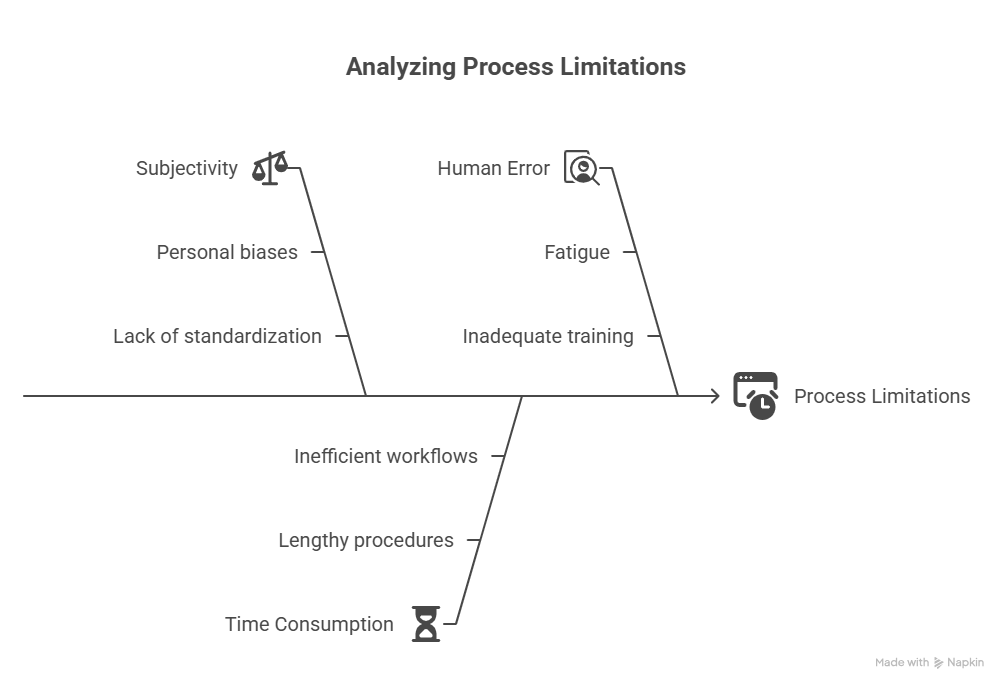 Analyzing Process Limitations
Subjectivity
Human Error
Personal biases
Fatigue
Lack of standardization
Inadequate training
Process Limitations
Inefficient workflows
Lengthy procedures
Time Consumption
Made with Napkin